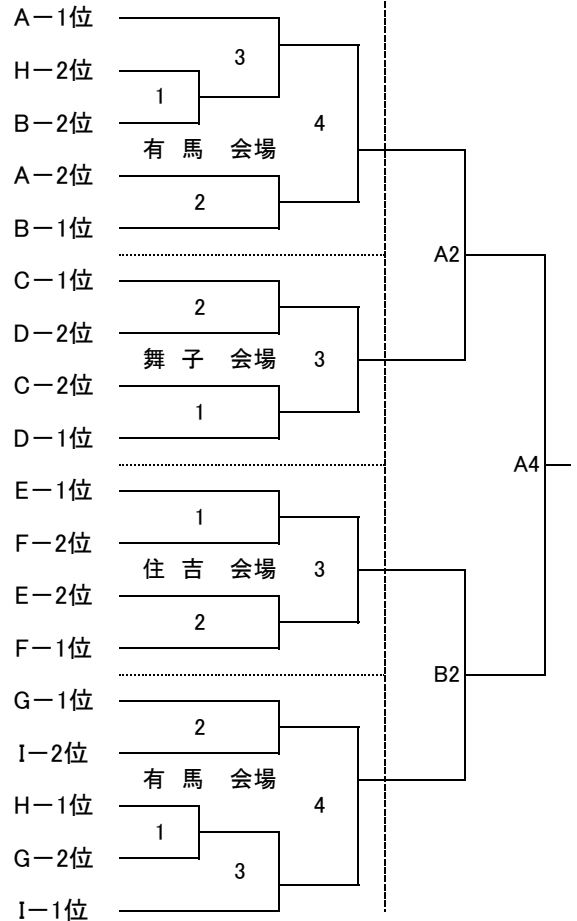 A－1位
3
H－2位
1
B－2位
4
有 馬 会場
A－2位
2
B－1位
A2
C－1位
2
D－2位
舞 子 会場
3
C－2位
1
D－1位
A4
E－1位
1
F－2位
住 吉 会場
3
E－2位
2
F－1位
B2
G－1位
2
I－2位
有 馬 会場
4
H－1位
1
G－2位
3
I－1位